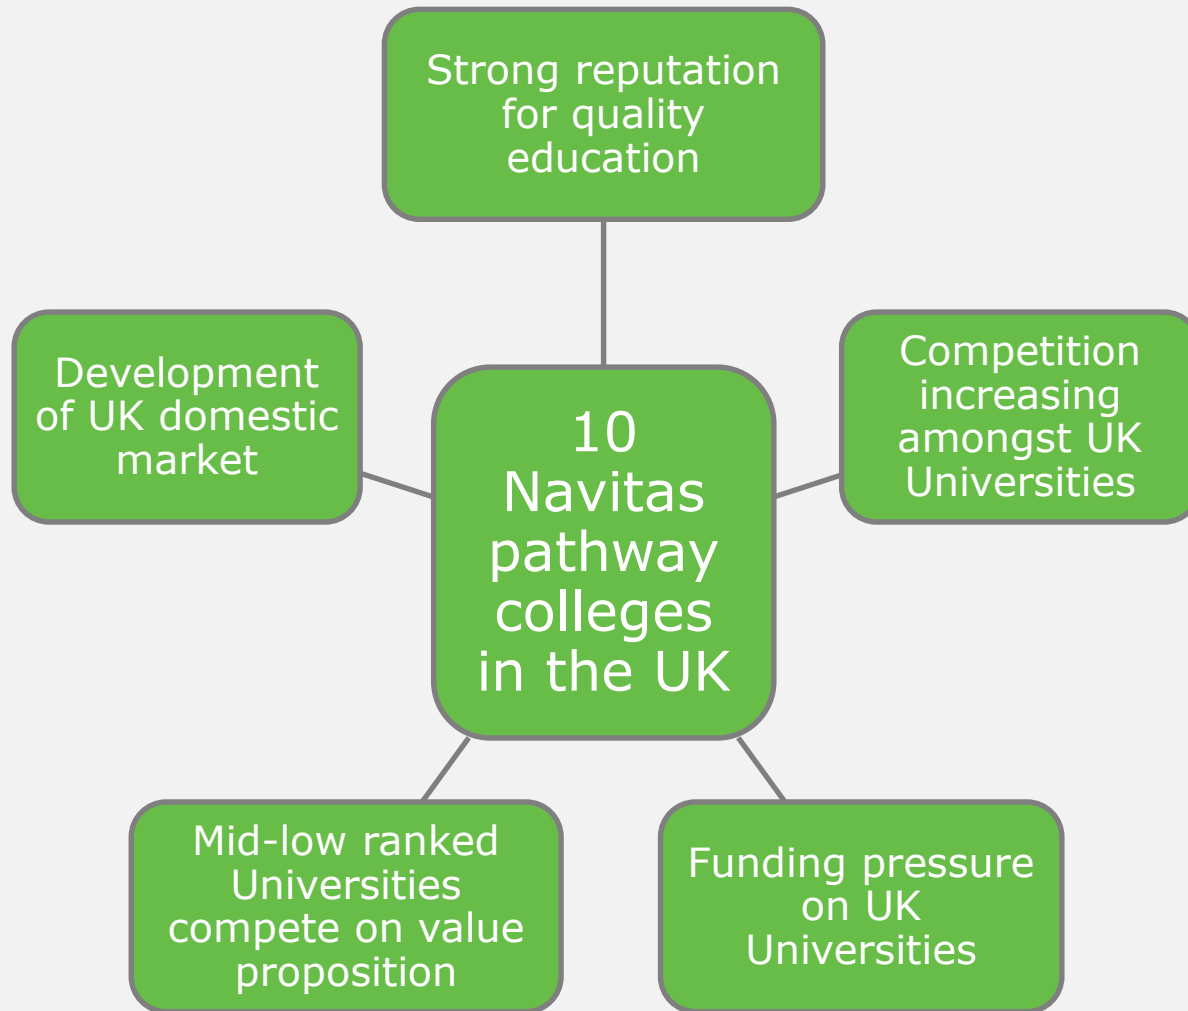 Strong reputation
for quality
education
Development
of UK domestic
market
Competition
increasing
amongst UK
Universities
10
Navitas
pathway
colleges
in the UK
Mid-low ranked
Universities
compete on value
proposition
Funding pressure
on UK
Universities